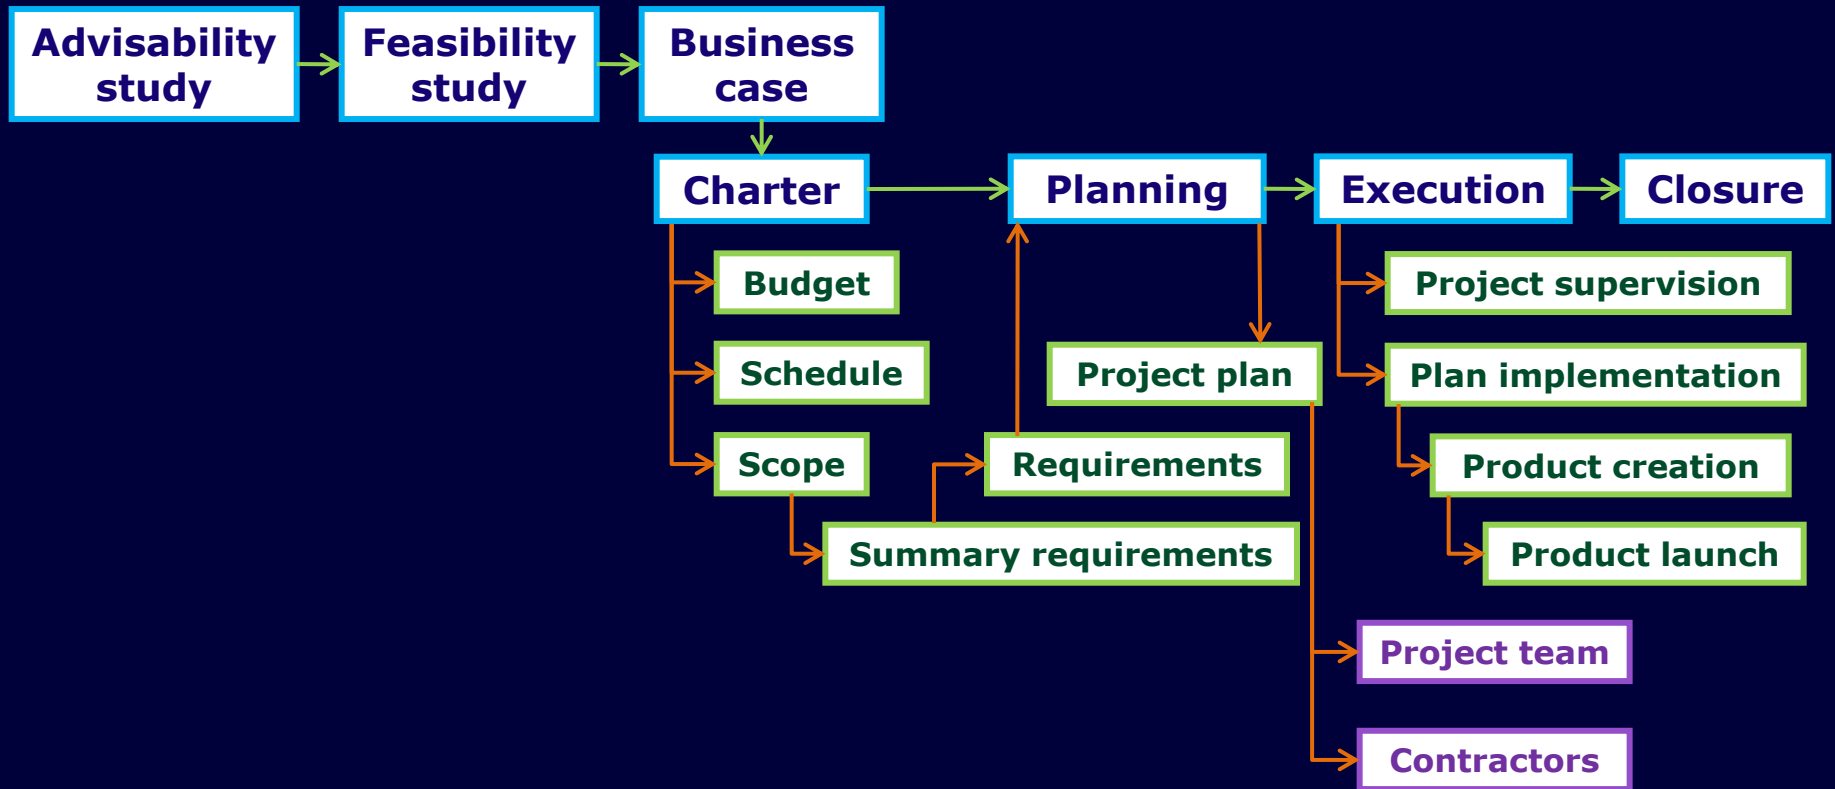 Advisability
study
Feasibility
study
Business
case
Charter
Planning
Execution
Closure
Budget
Project supervision
Schedule
Project plan
Plan implementation
Scope
Requirements
Product creation
Summary requirements
Product launch
Project team
Contractors